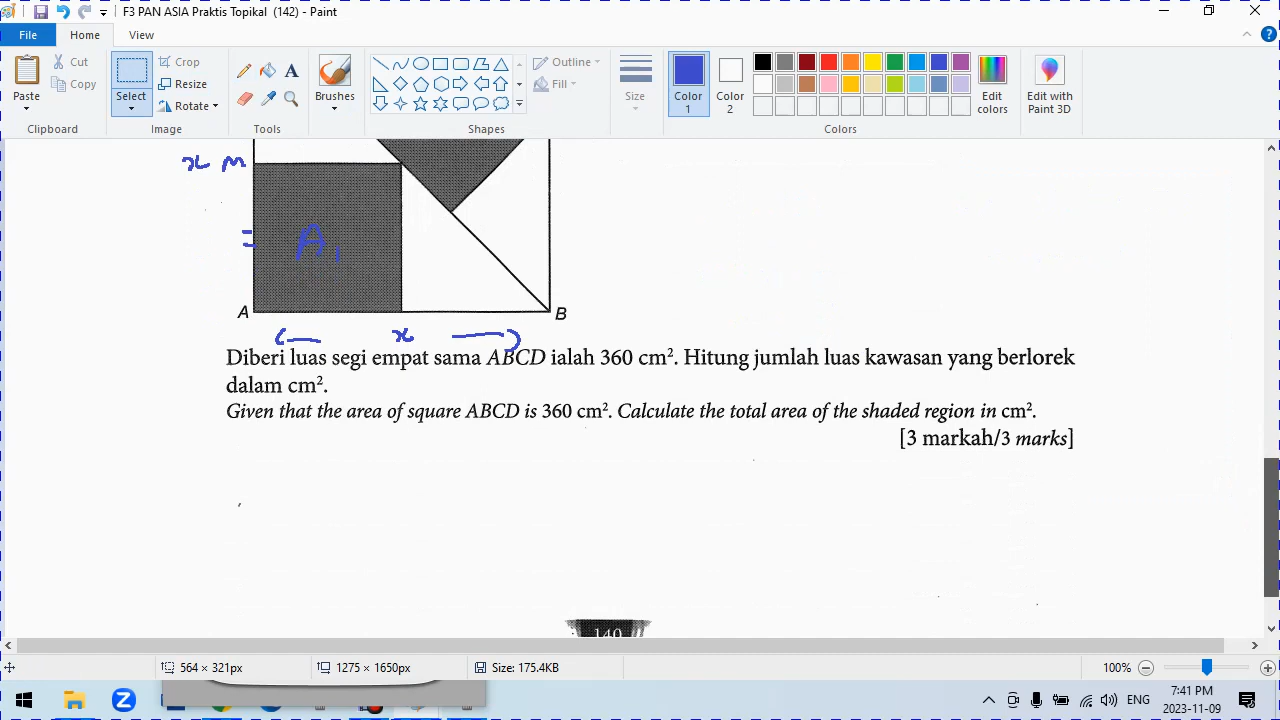 F3 PAN ASIA Praktis Topikal (142) - Paint
File Home View
Paste
Cut
Copy
Clipboard
Select
Crop
Resize
Rotate
Image
A
Tools
Brushes
Outline
Fill
Shapes
Size
Color
1
Color
2
Edit
colors
Edit with
Paint 3D
Colors
x M
A1
A
B
x
Diberi luas segi empat sama ABCD ialah 360 cm². Hitung jumlah luas kawasan yang berlorek
dalam cm².
Given that the area of square ABCD is 360 cm². Calculate the total area of the shaded region in cm².
[3 markah/3 marks]
140
564 × 321px
1275 × 1650px
Size: 175.4KB
100%
ENG
7:41 PM
2023-11-09